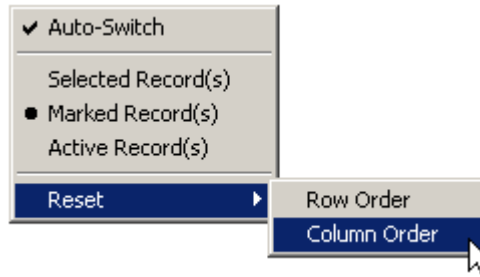 Auto-Switch
Selected Record(s)
Marked Record(s)
Active Record(s)
Reset
Row Order
Column Order